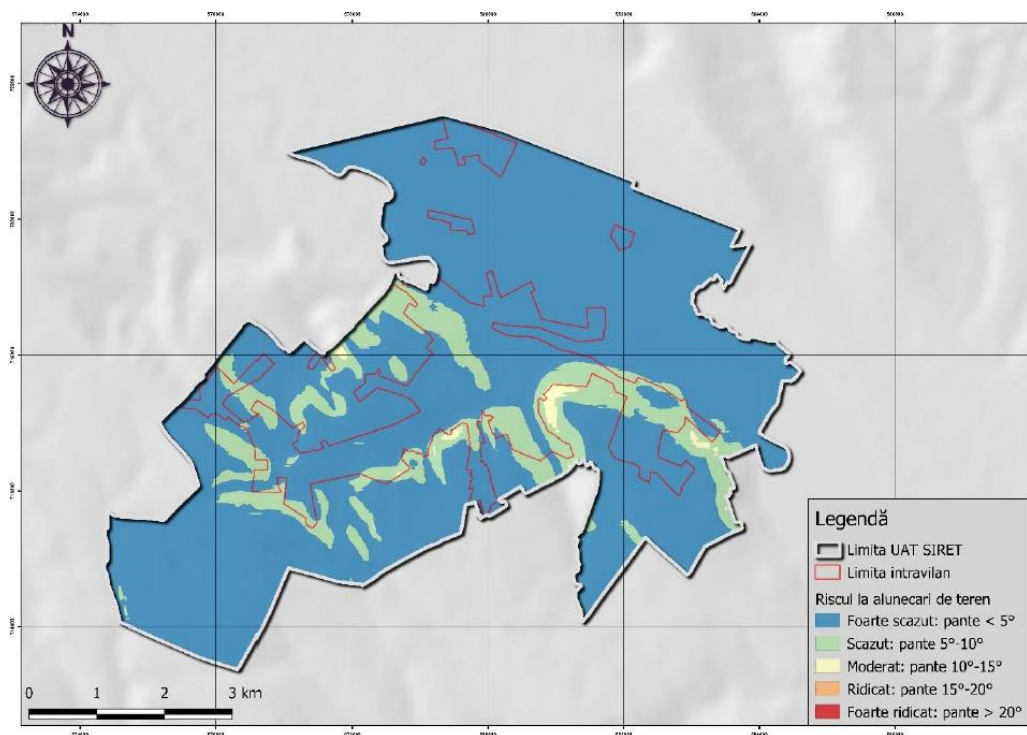 N
Legendă
Limita UAT SIRET
Limita intravilan
Riscul la alunecari de teren
Foarte scazut: pante < 5°
Scazut: pante 5°-10°
Moderat: pante 10°-15°
Ridicat: pante 15°-20°
Foarte ridicat: pante > 20°
0 1 2 3 km